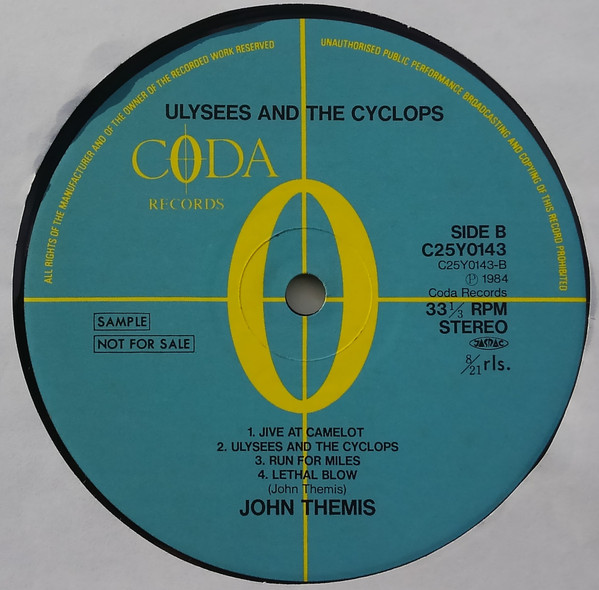 ALL RIGHTS OF THE MANUFACTURER AND OF THE OWNER OF THE RECORDED WORK RESERVED
UNAUTHORISED PUBLIC PERFORMANCE BROADCASTING AND COPYING OF THIS RECORD PROHIBITED
ULYSEES AND THE CYCLOPS
CODA
RECORDS
SIDE B
C25Y0143
C25Y0143-B
℗ 1984
Coda Records
33 1/3 RPM
STEREO
JASRAC
8/21 rls.
SAMPLE
NOT FOR SALE
1. JIVE AT CAMELOT
2. ULYSEES AND THE CYCLOPS
3. RUN FOR MILES
4. LETHAL BLOW
(John Themis)
JOHN THEMIS